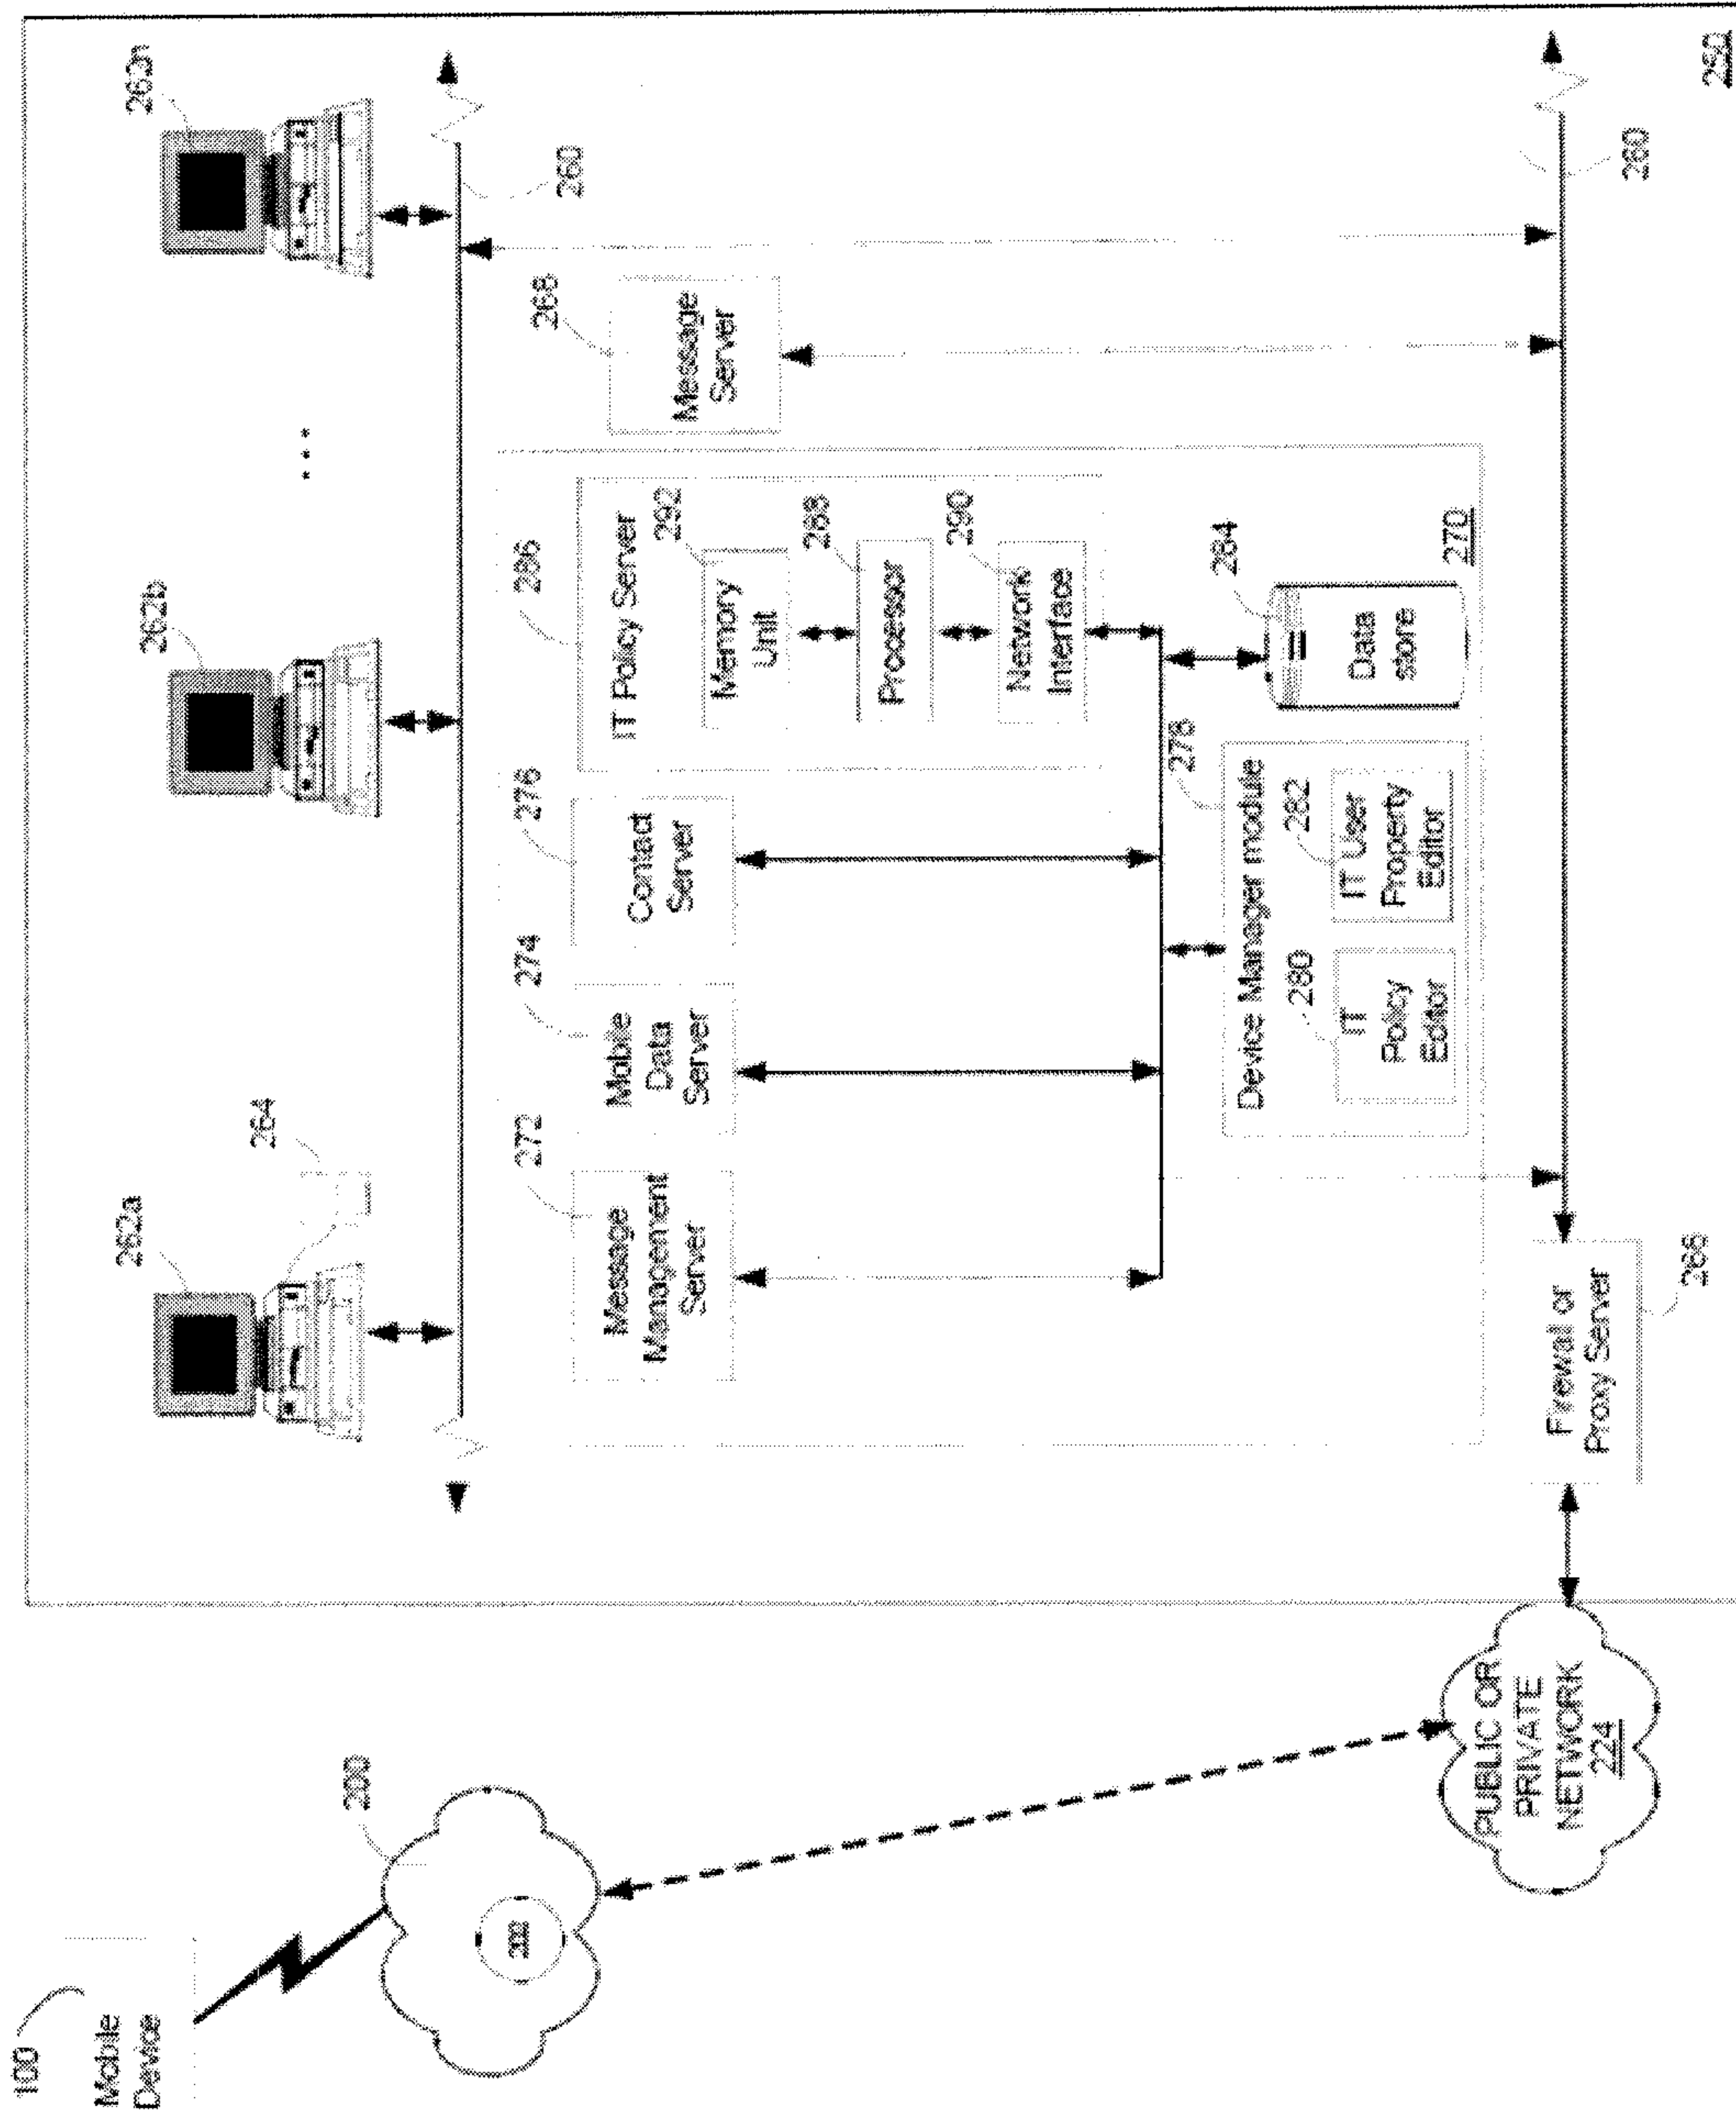 100
Mobile
Device
200
202
PUBLIC OR
PRIVATE
NETWORK
224
262a
264
262b
...
262n
260
272
Message
Management
Server
274
Mobile
Data
Server
276
Contact
Server
286
IT Policy Server
292
Memory
Unit
288
Processor
290
Network
Interface
268
Message
Server
278
Device Manager module
280
IT
Policy
Editor
282
IT User
Property
Editor
284
Data
store
270
Firewall or
Proxy Server
266
260
250